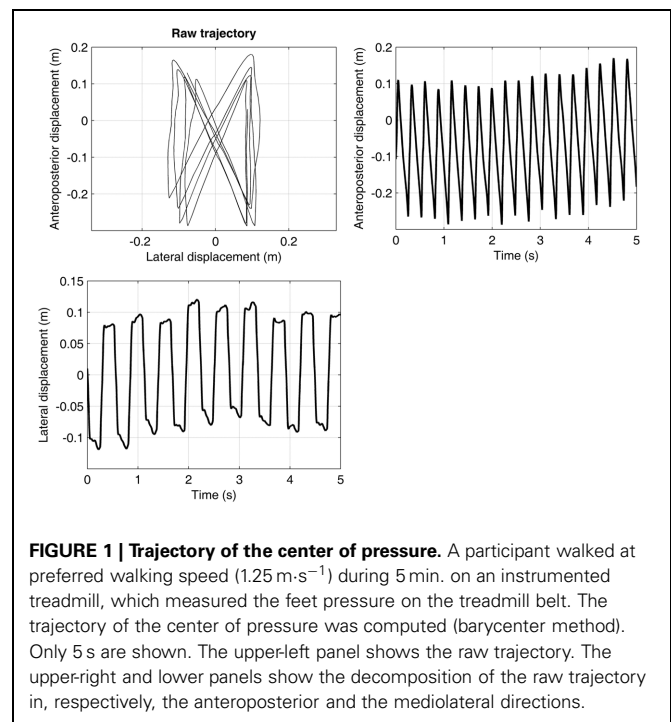 Raw trajectory
Anteroposterior displacement (m)
0.2
0.1
0
-0.1
-0.2
-0.2 0 0.2
Lateral displacement (m)
Anteroposterior displacement (m)
0.2
0.1
0
-0.1
-0.2
0 1 2 3 4 5
Time (s)
Lateral displacement (m)
0.15
0.1
0.05
0
-0.05
-0.1
0 1 2 3 4 5
Time (s)
FIGURE 1 | Trajectory of the center of pressure. A participant walked at
preferred walking speed (1.25 m·s⁻¹) during 5 min. on an instrumented
treadmill, which measured the feet pressure on the treadmill belt. The
trajectory of the center of pressure was computed (barycenter method).
Only 5 s are shown. The upper-left panel shows the raw trajectory. The
upper-right and lower panels show the decomposition of the raw trajectory
in, respectively, the anteroposterior and the mediolateral directions.